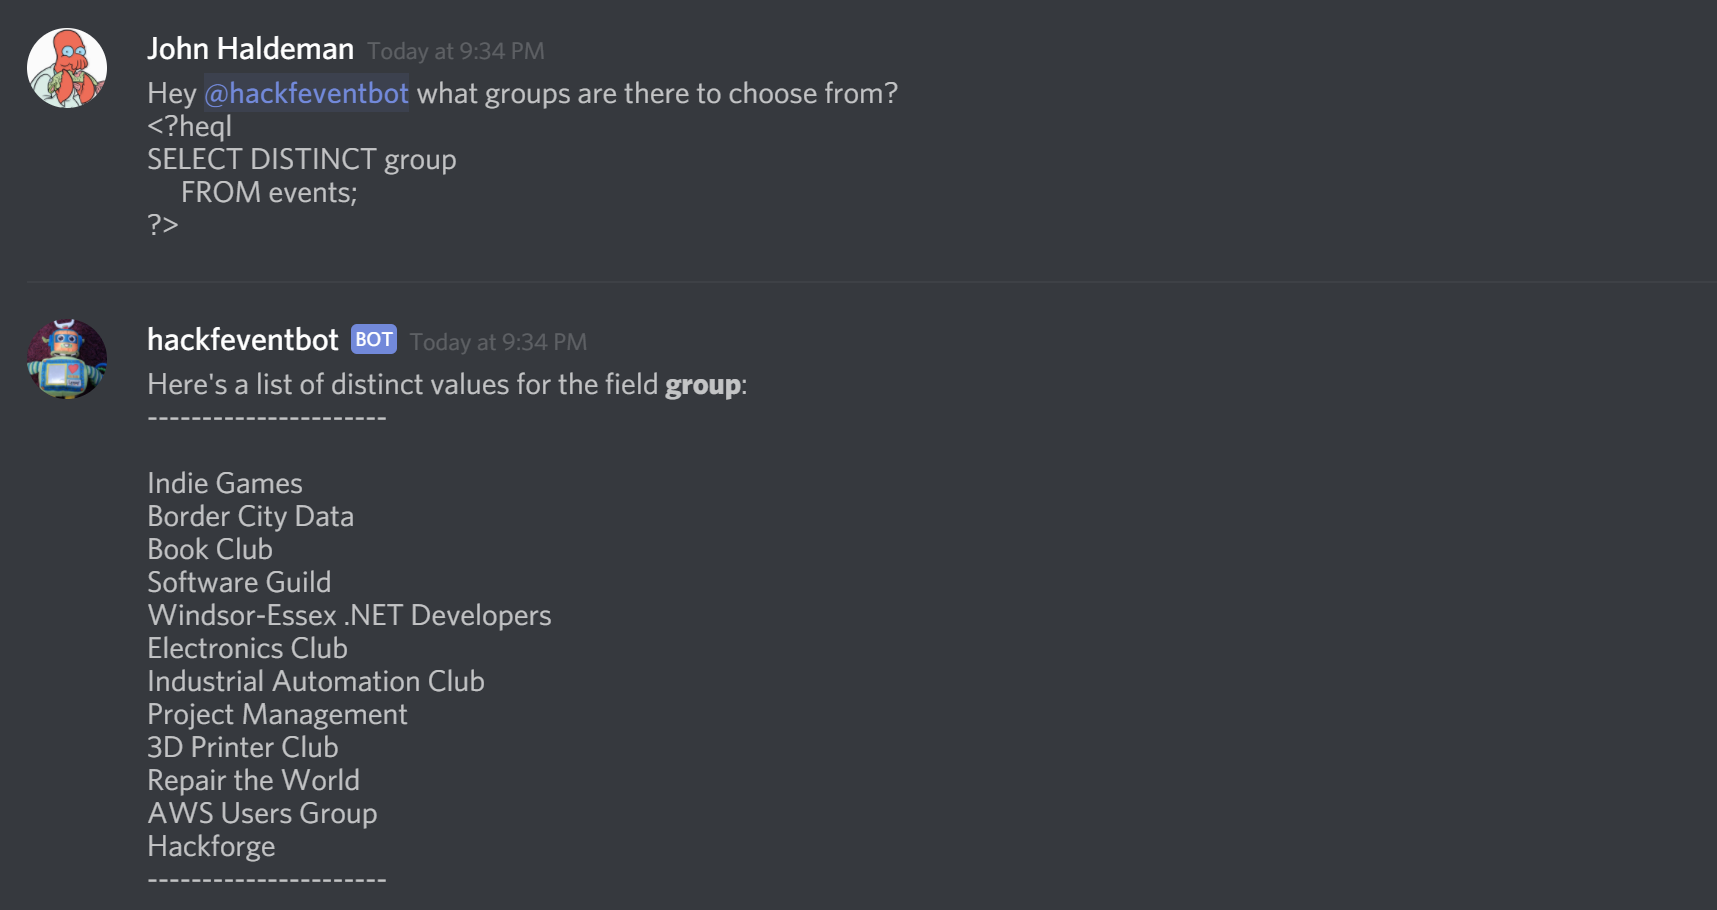 John Haldeman Today at 9:34 PM
Hey @hackfeventbot what groups are there to choose from?
<?heql
SELECT DISTINCT group
    FROM events;
?>
hackfeventbot BOT Today at 9:34 PM
Here's a list of distinct values for the field group:
----------------------
Indie Games
Border City Data
Book Club
Software Guild
Windsor-Essex .NET Developers
Electronics Club
Industrial Automation Club
Project Management
3D Printer Club
Repair the World
AWS Users Group
Hackforge
----------------------